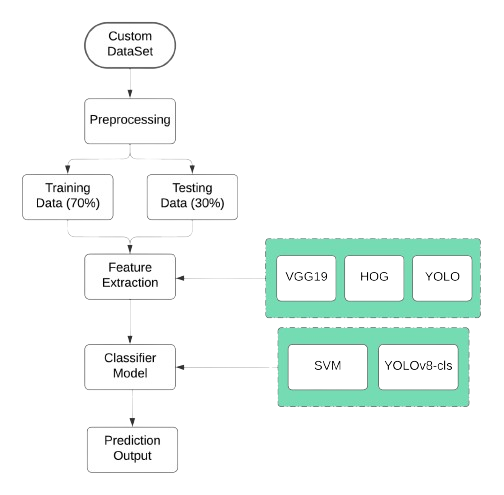 Custom
DataSet
Preprocessing
Training
Data (70%)
Testing
Data (30%)
Feature
Extraction
VGG19
HOG
YOLO
Classifier
Model
SVM
YOLOv8-cls
Prediction
Output